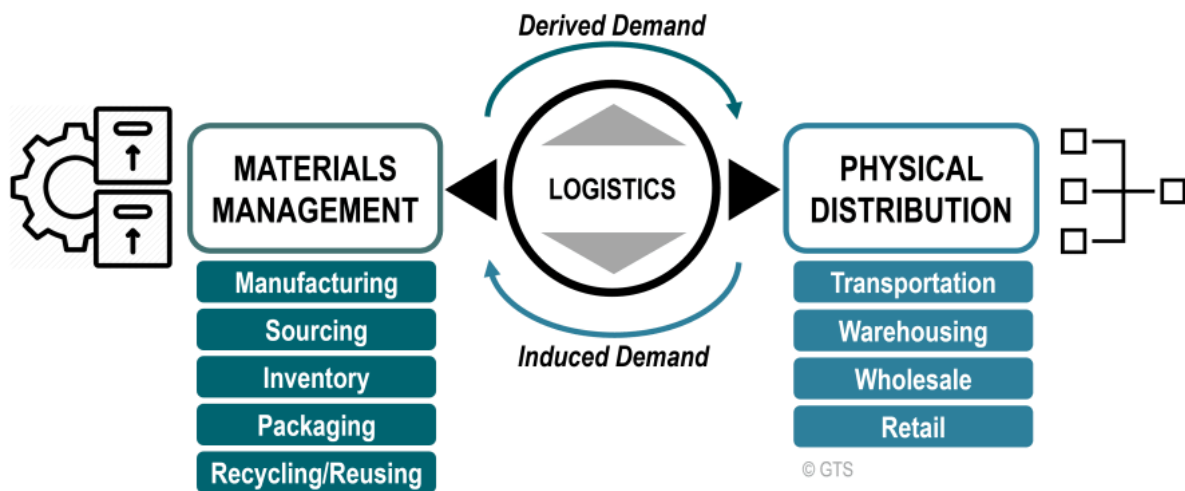 Derived Demand
MATERIALS
MANAGEMENT
LOGISTICS
PHYSICAL
DISTRIBUTION
Manufacturing
Sourcing
Inventory
Packaging
Recycling/Reusing
Induced Demand
Transportation
Warehousing
Wholesale
Retail
© GTS